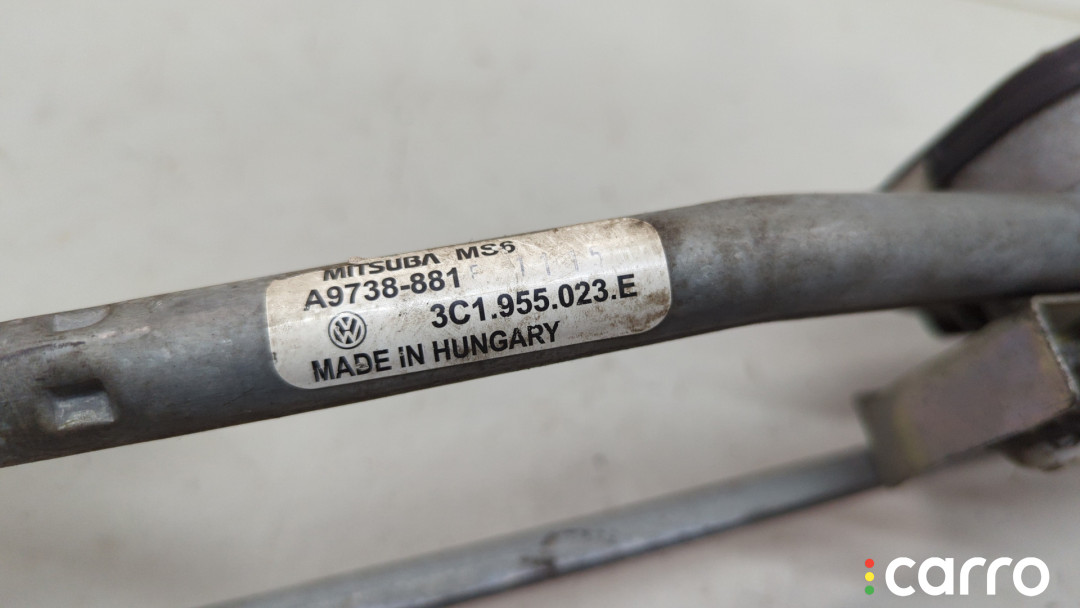 MITSUBA MS6
A9738-881
3C1.955.023.E
MADE IN HUNGARY
carro